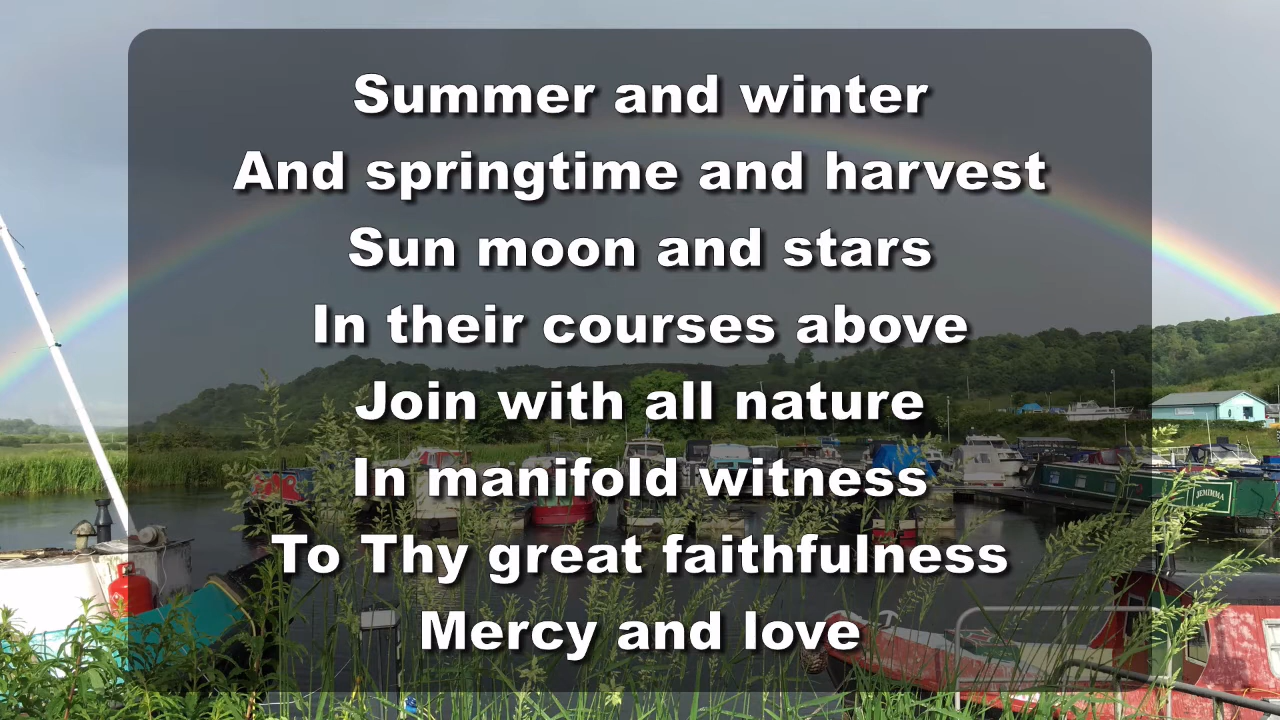 Summer and winter
And springtime and harvest
Sun moon and stars
In their courses above
Join with all nature
In manifold witness
To Thy great faithfulness
Mercy and love
JEMIMMA